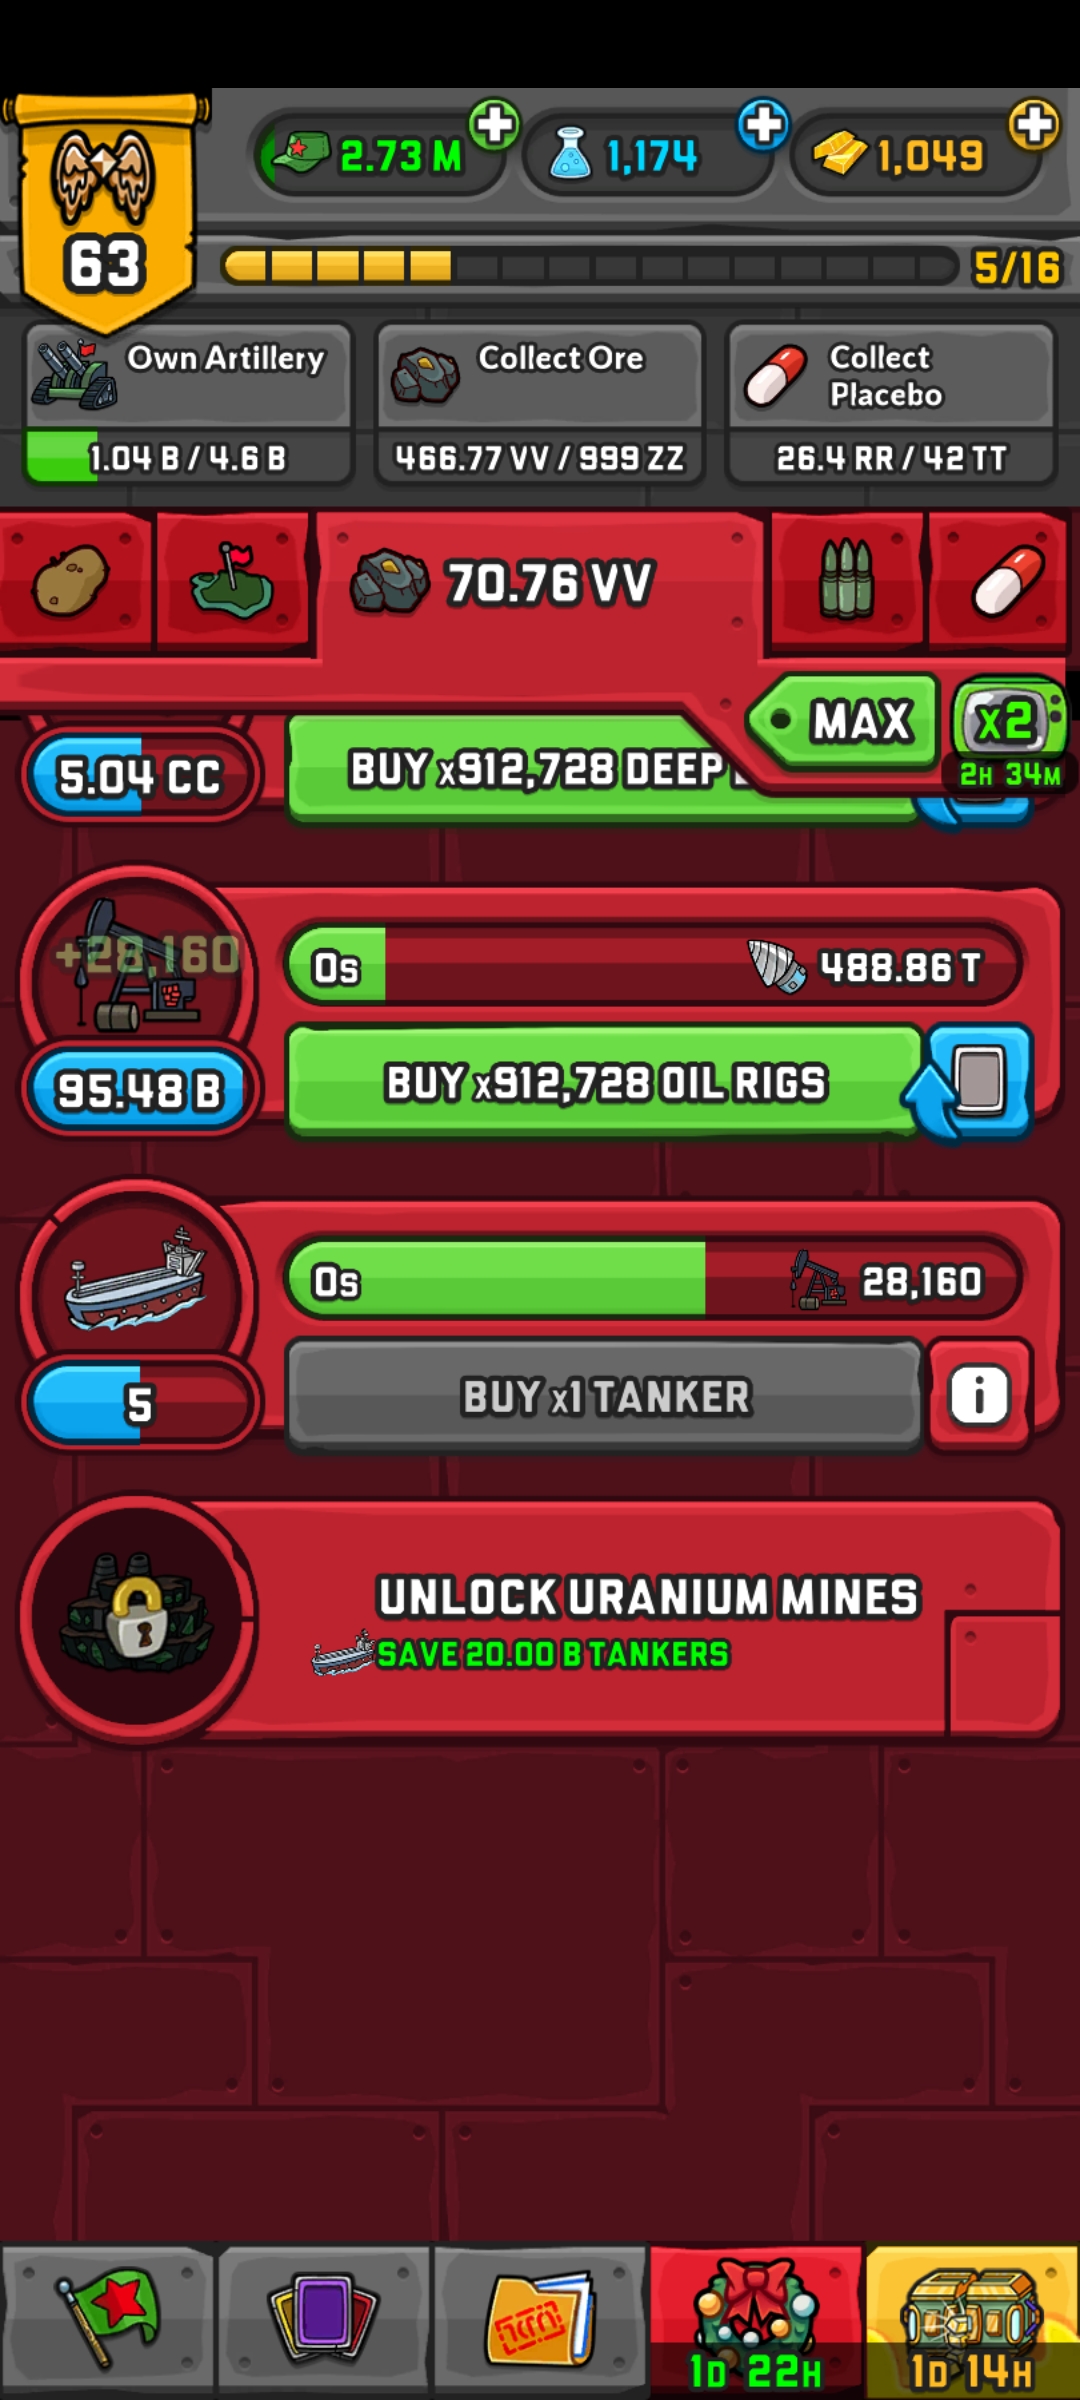 2.73 M
1,174
1,049
63
5/16
Own Artillery
1.04 B / 4.6 B
Collect Ore
466.77 VV / 999 ZZ
Collect
Placebo
26.4 RR / 42 TT
70.76 VV
MAX
x2
2H 34M
5.04 CC
BUY x912,728 DEEP
+28,160
0s
488.86 T
95.48 B
BUY x912,728 OIL RIGS
0s
28,160
5
BUY x1 TANKER
i
UNLOCK URANIUM MINES
SAVE 20.00 B TANKERS
1D 22H
1D 14H